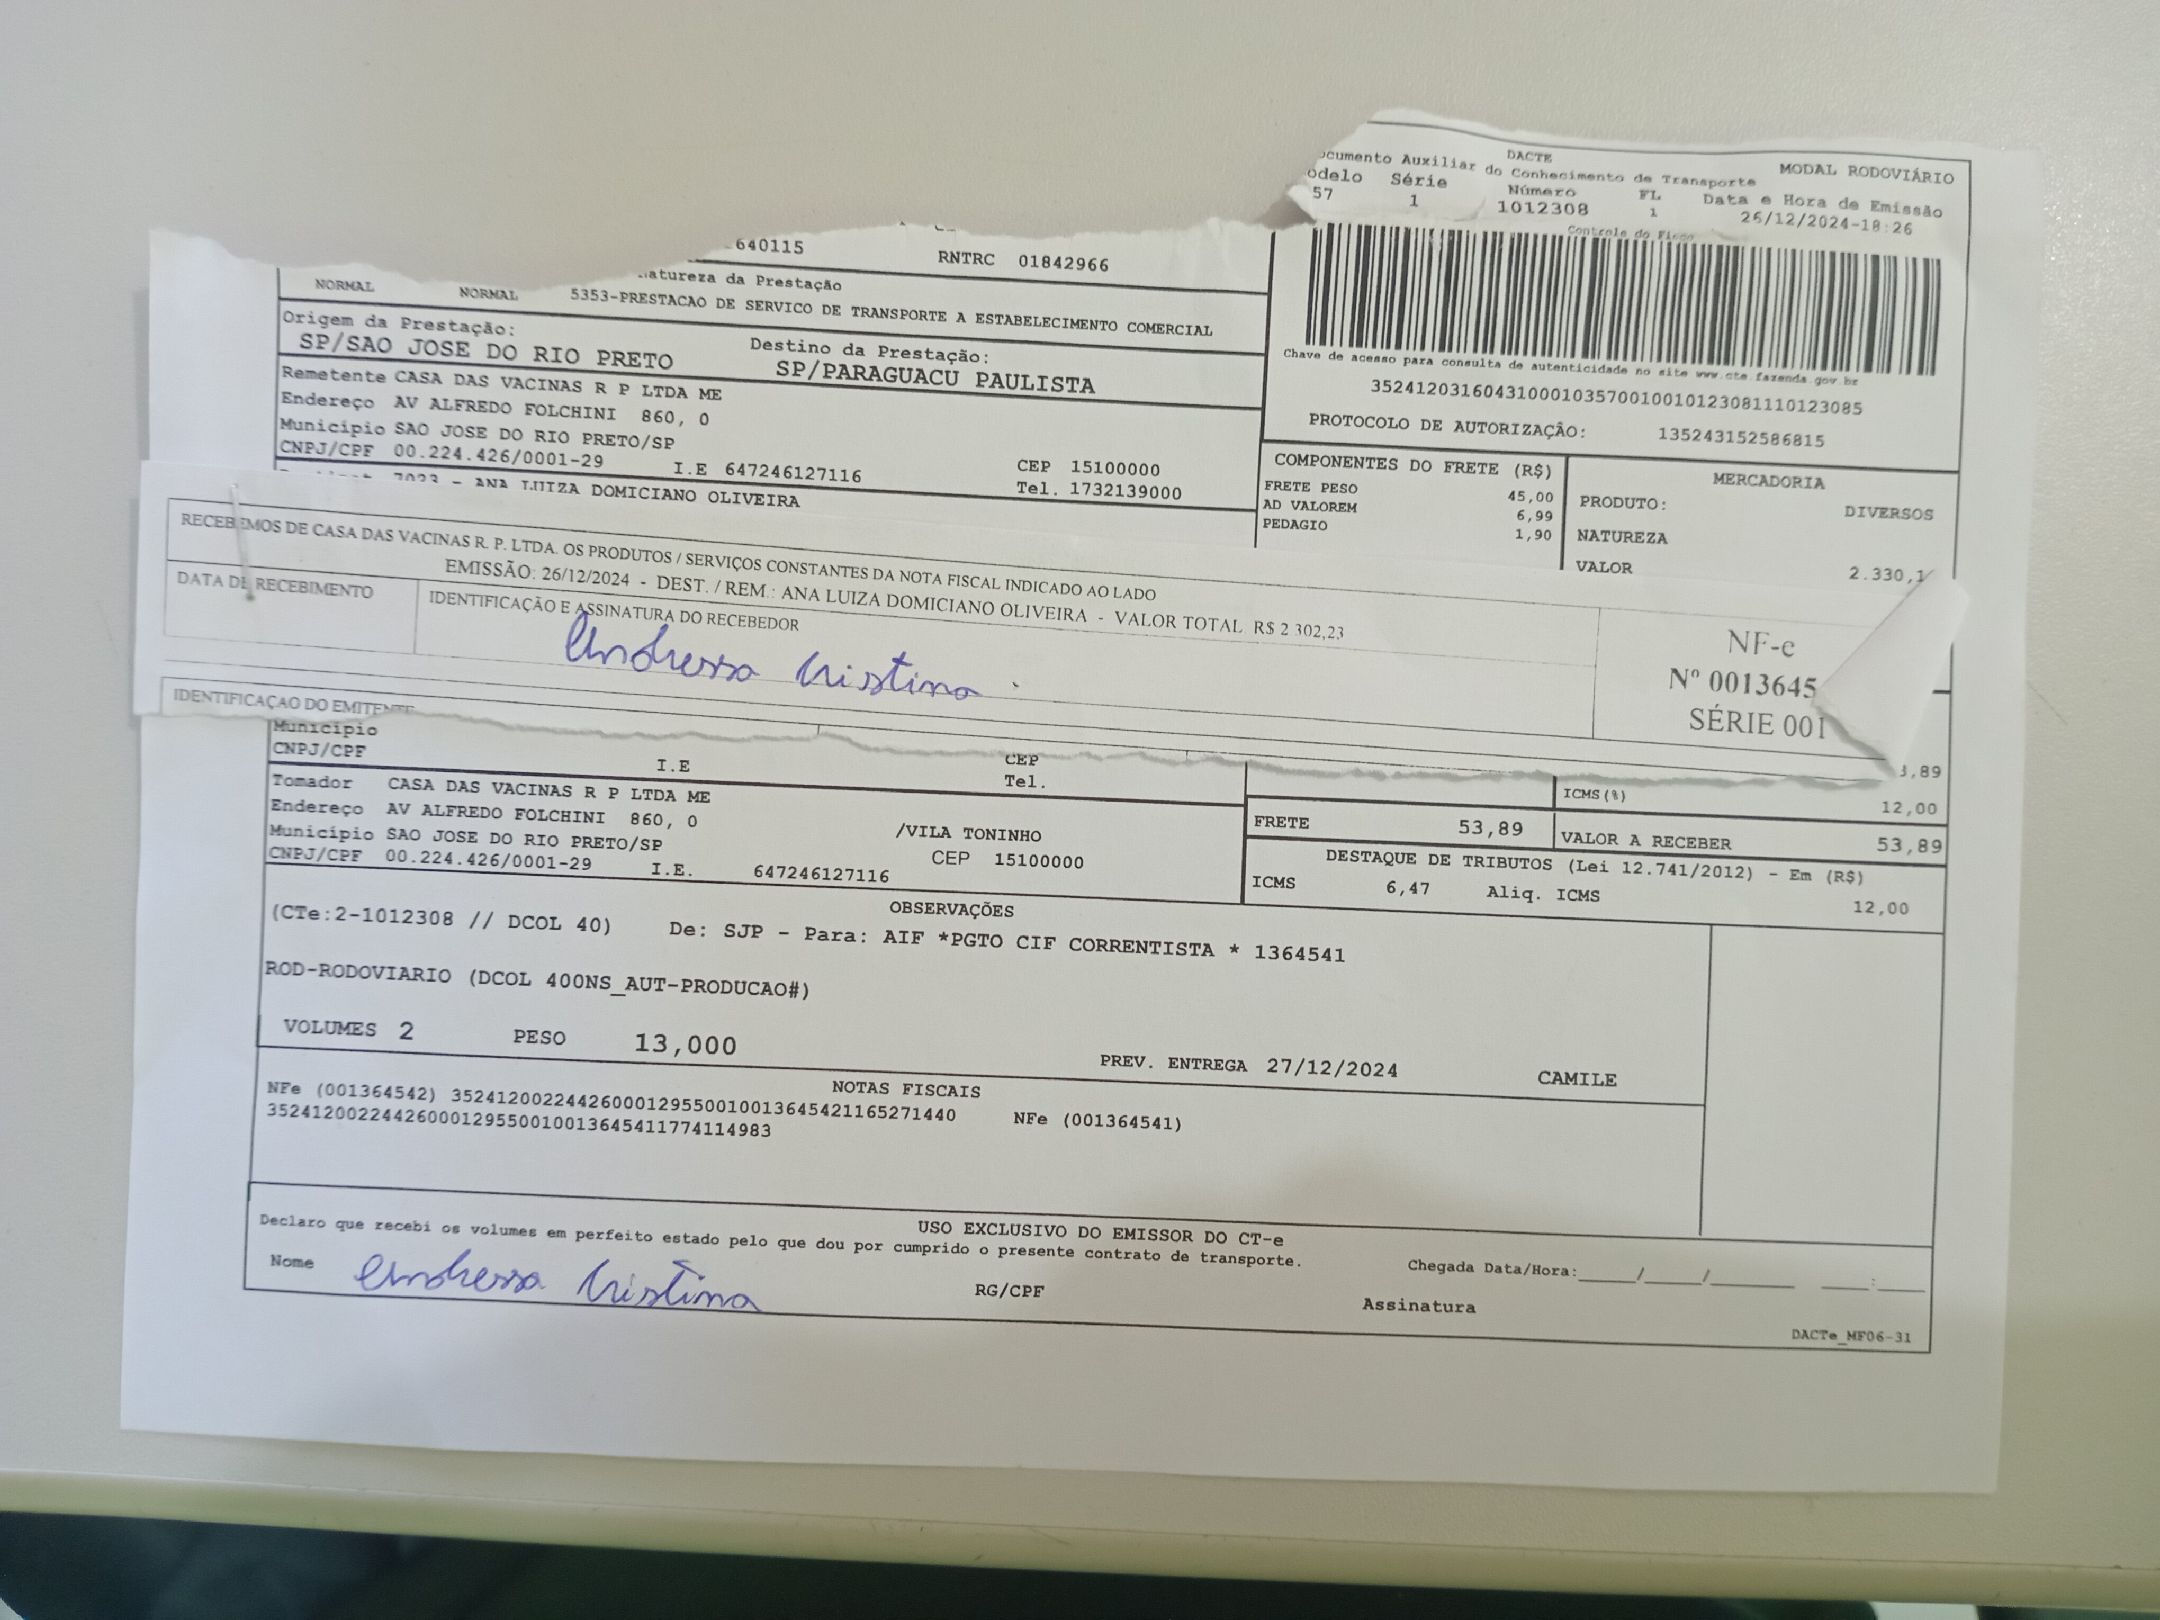 DACTE
MODAL RODOVIÁRIO
Auxiliar do Conhecimento de Transporte
Série Número FL Data e Hora de Emissão
57 1 1012308 1 26/12/2024-18:26
Controle do Fisco
640115 RNTRC 01842966
da Prestação
NORMAL NORMAL 5353-PRESTACAO DE SERVICO DE TRANSPORTE A ESTABELECIMENTO COMERCIAL
Origem da Prestação: Destino da Prestação:
SP/SAO JOSE DO RIO PRETO SP/PARAGUACU PAULISTA
Chave de acesso para consulta de autenticidade no site www.cte.fazenda.gov.br
35241203160431000103570010010123081110123085
PROTOCOLO DE AUTORIZAÇÃO: 135243152586815
Remetente CASA DAS VACINAS R P LTDA ME
Endereço AV ALFREDO FOLCHINI 860, 0
Município SAO JOSE DO RIO PRETO/SP CEP 15100000
CNPJ/CPF 00.224.426/0001-29 I.E 647246127116 Tel. 1732139000
- ANA LUIZA DOMICIANO OLIVEIRA
COMPONENTES DO FRETE (R$)
FRETE PESO 45,00
AD VALOREM 6,99
PEDAGIO 1,90
MERCADORIA
PRODUTO: DIVERSOS
NATUREZA
VALOR 2.330,1
RECEBEMOS DE CASA DAS VACINAS R. P. LTDA. OS PRODUTOS / SERVIÇOS CONSTANTES DA NOTA FISCAL INDICADO AO LADO
EMISSÃO: 26/12/2024 - DEST. / REM.: ANA LUIZA DOMICIANO OLIVEIRA - VALOR TOTAL R$ 2 302,23
DATA DE RECEBIMENTO IDENTIFICAÇÃO E ASSINATURA DO RECEBEDOR
Andressa Cristina
NF-e
Nº 0013645
SÉRIE 001
IDENTIFICAÇÃO DO EMITENTE
Município
CNPJ/CPF I.E CEP
Tel.
,89
Tomador CASA DAS VACINAS R P LTDA ME
Endereço AV ALFREDO FOLCHINI 860, 0 /VILA TONINHO
Município SAO JOSE DO RIO PRETO/SP CEP 15100000
CNPJ/CPF 00.224.426/0001-29 I.E. 647246127116
ICMS(%) 12,00
FRETE 53,89 VALOR A RECEBER 53,89
DESTAQUE DE TRIBUTOS (Lei 12.741/2012) - Em (R$)
ICMS 6,47 Aliq. ICMS 12,00
OBSERVAÇÕES
(CTe:2-1012308 // DCOL 40) De: SJP - Para: AIF *PGTO CIF CORRENTISTA * 1364541
ROD-RODOVIARIO (DCOL 400NS_AUT-PRODUCAO#)
VOLUMES 2 PESO 13,000 PREV. ENTREGA 27/12/2024 CAMILE
NOTAS FISCAIS
NFe (001364542) 35241200224426000129550010013645421165271440 NFe (001364541)
35241200224426000129550010013645411774114983
USO EXCLUSIVO DO EMISSOR DO CT-e
Declaro que recebi os volumes em perfeito estado pelo que dou por cumprido o presente contrato de transporte.
Nome Andressa Cristina RG/CPF Chegada Data/Hora:____/____/______ ___:___
Assinatura
DACTe_MF06-31